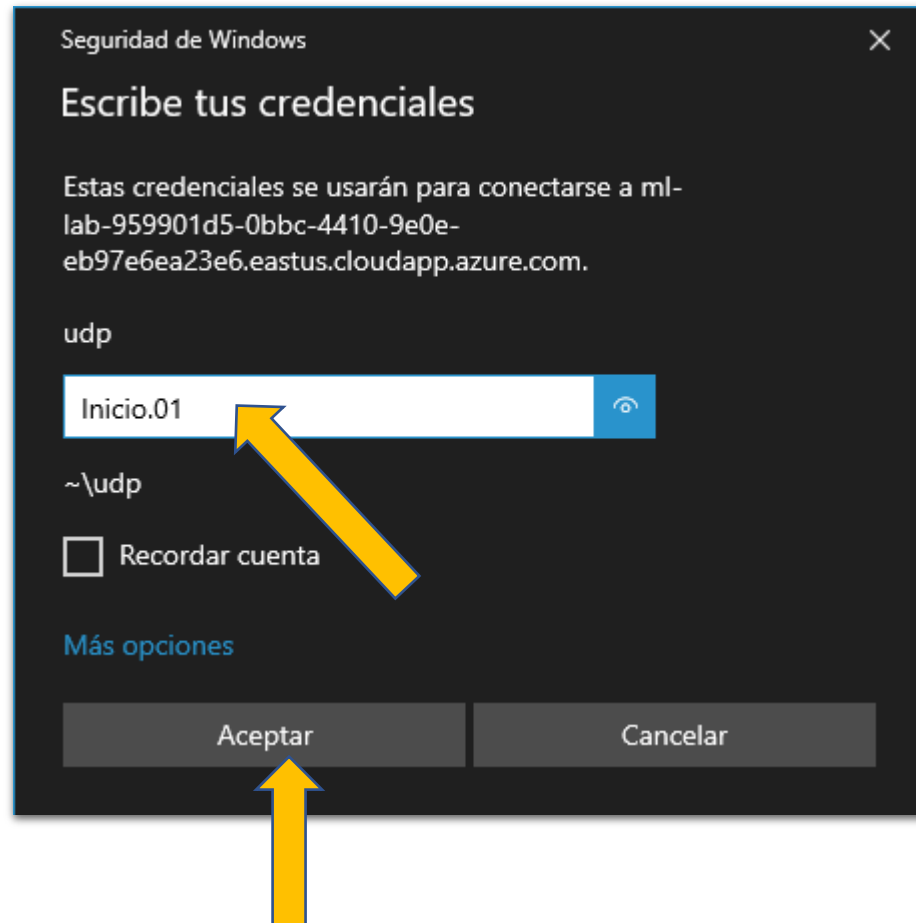 Seguridad de Windows
Escribe tus credenciales
Estas credenciales se usarán para conectarse a ml-
lab-959901d5-0bbc-4410-9e0e-
eb97e6ea23e6.eastus.cloudapp.azure.com.
udp
Inicio.01
~\udp
Recordar cuenta
Más opciones
Aceptar
Cancelar